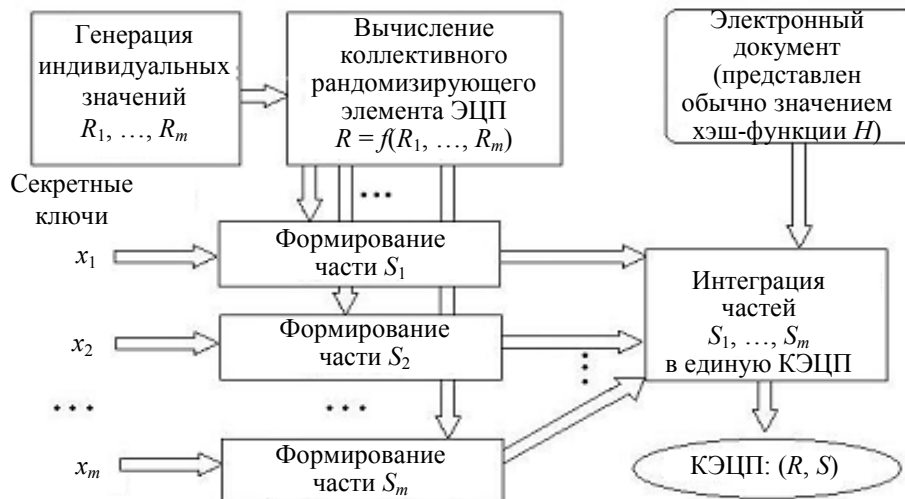 Генерация
индивидуальных
значений
R₁, …, Rₘ
Вычисление
коллективного
рандомизирующего
элемента ЭЦП
R = f(R₁, …, Rₘ)
Электронный
документ
(представлен
обычно значением
хэш-функции H)
Секретные
ключи
x₁
Формирование
части S₁
x₂
Формирование
части S₂
xₘ
Формирование
части Sₘ
Интеграция
частей
S₁, …, Sₘ
в единую КЭЦП
КЭЦП: (R, S)